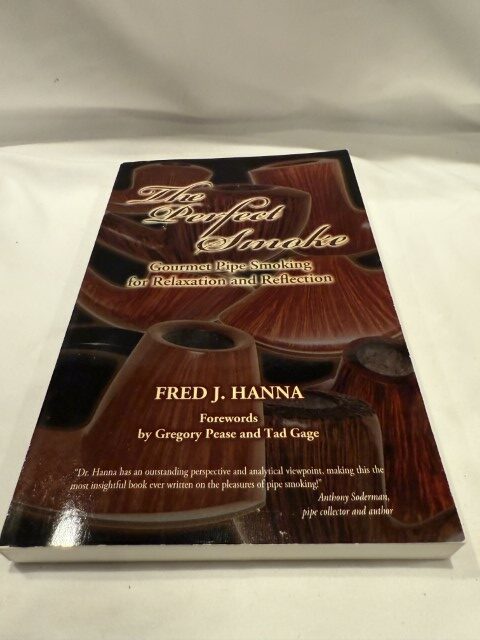 The
Perfect
Smoke
Gourmet Pipe Smoking
for Relaxation and Reflection
FRED J. HANNA
Forewords
by Gregory Pease and Tad Gage
"Dr. Hanna has an outstanding perspective and analytical viewpoint, making this the
most insightful book ever written on the pleasures of pipe smoking!"
Anthony Soderman,
pipe collector and author